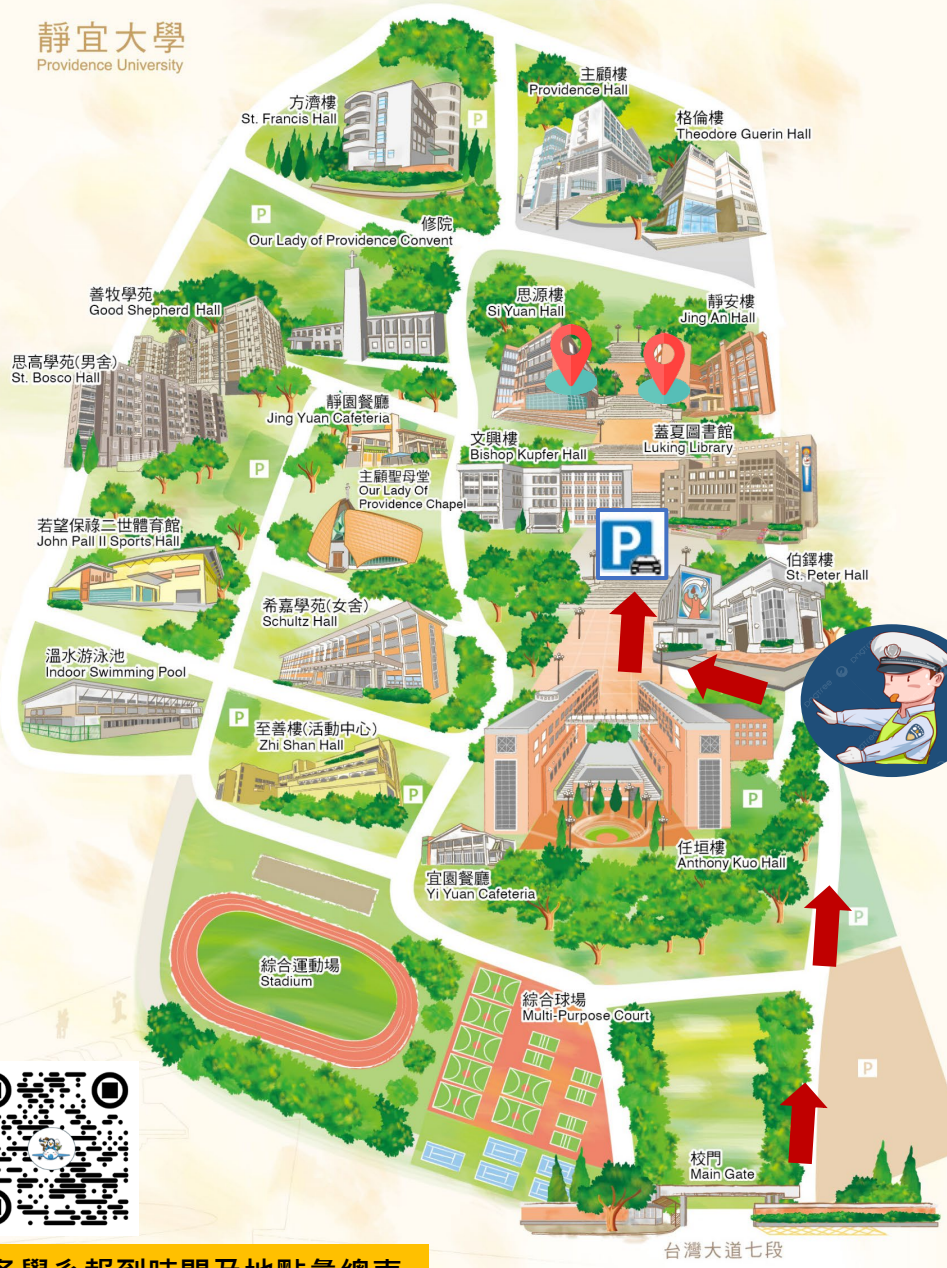 靜宜大學
Providence University
主顧樓
Providence Hall
方濟樓
St. Francis Hall
P
格倫樓
Theodore Guerin Hall
P
修院
Our Lady of Providence Convent
善牧學苑
Good Shepherd Hall
思源樓
Si Yuan Hall
靜安樓
Jing An Hall
思高學苑(男舍)
St. Bosco Hall
靜園餐廳
Jing Yuan Cafeteria
文興樓
Bishop Kupfer Hall
蓋夏圖書館
Luking Library
P
主顧聖母堂
Our Lady Of
Providence Chapel
若望保祿二世體育館
John Pall II Sports Hall
P
伯鐸樓
St. Peter Hall
希嘉學苑(女舍)
Schultz Hall
溫水游泳池
Indoor Swimming Pool
P
至善樓(活動中心)
Zhi Shan Hall
P
P
任垣樓
Anthony Kuo Hall
宜園餐廳
Yi Yuan Cafeteria
P
綜合運動場
Stadium
綜合球場
Multi-Purpose Court
P
校門
Main Gate
台灣大道七段